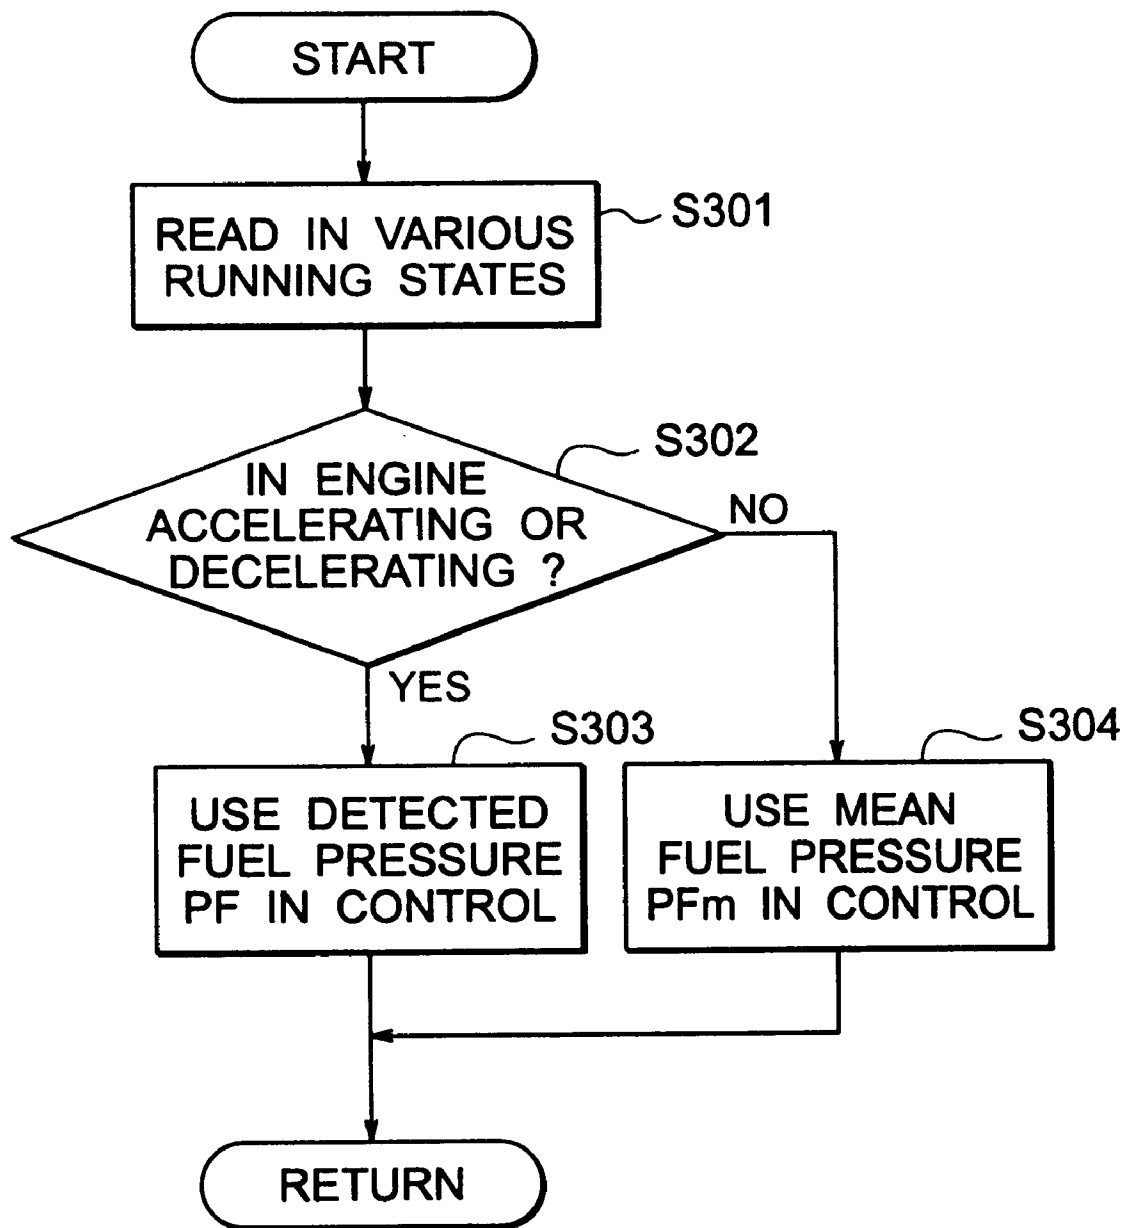 START
READ IN VARIOUS
RUNNING STATES
S301
IN ENGINE
ACCELERATING OR
DECELERATING ?
S302
NO
YES
S303
USE DETECTED
FUEL PRESSURE
PF IN CONTROL
S304
USE MEAN
FUEL PRESSURE
PFm IN CONTROL
RETURN